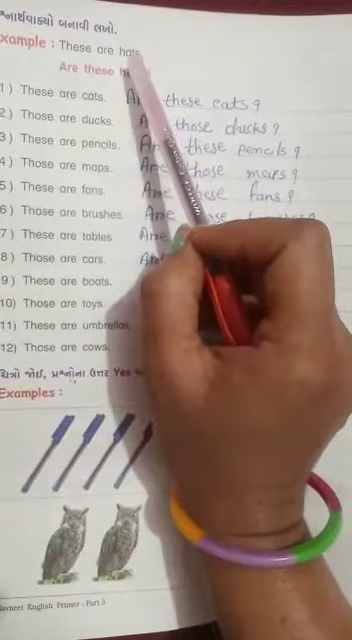 પ્રશ્નાર્થવાક્યો બનાવી લખો.
Example : These are hats
Are these
1) These are cats. Are these cats?
2) Those are ducks. those ducks?
3) These are pencils. Are these pencils?
4) Those are maps. Are those maps?
5) These are fans. Are these fans?
6) Those are brushes. Are
7) These are tables. Are
8) Those are cars. Are
9) These are boats.
10) Those are toys.
11) These are umbrellas
12) Those are cows.
ચિત્રો જોઈ, પ્રશ્નોના ઉત્તર Yes
Examples :
Navneet English Primer : Part 3